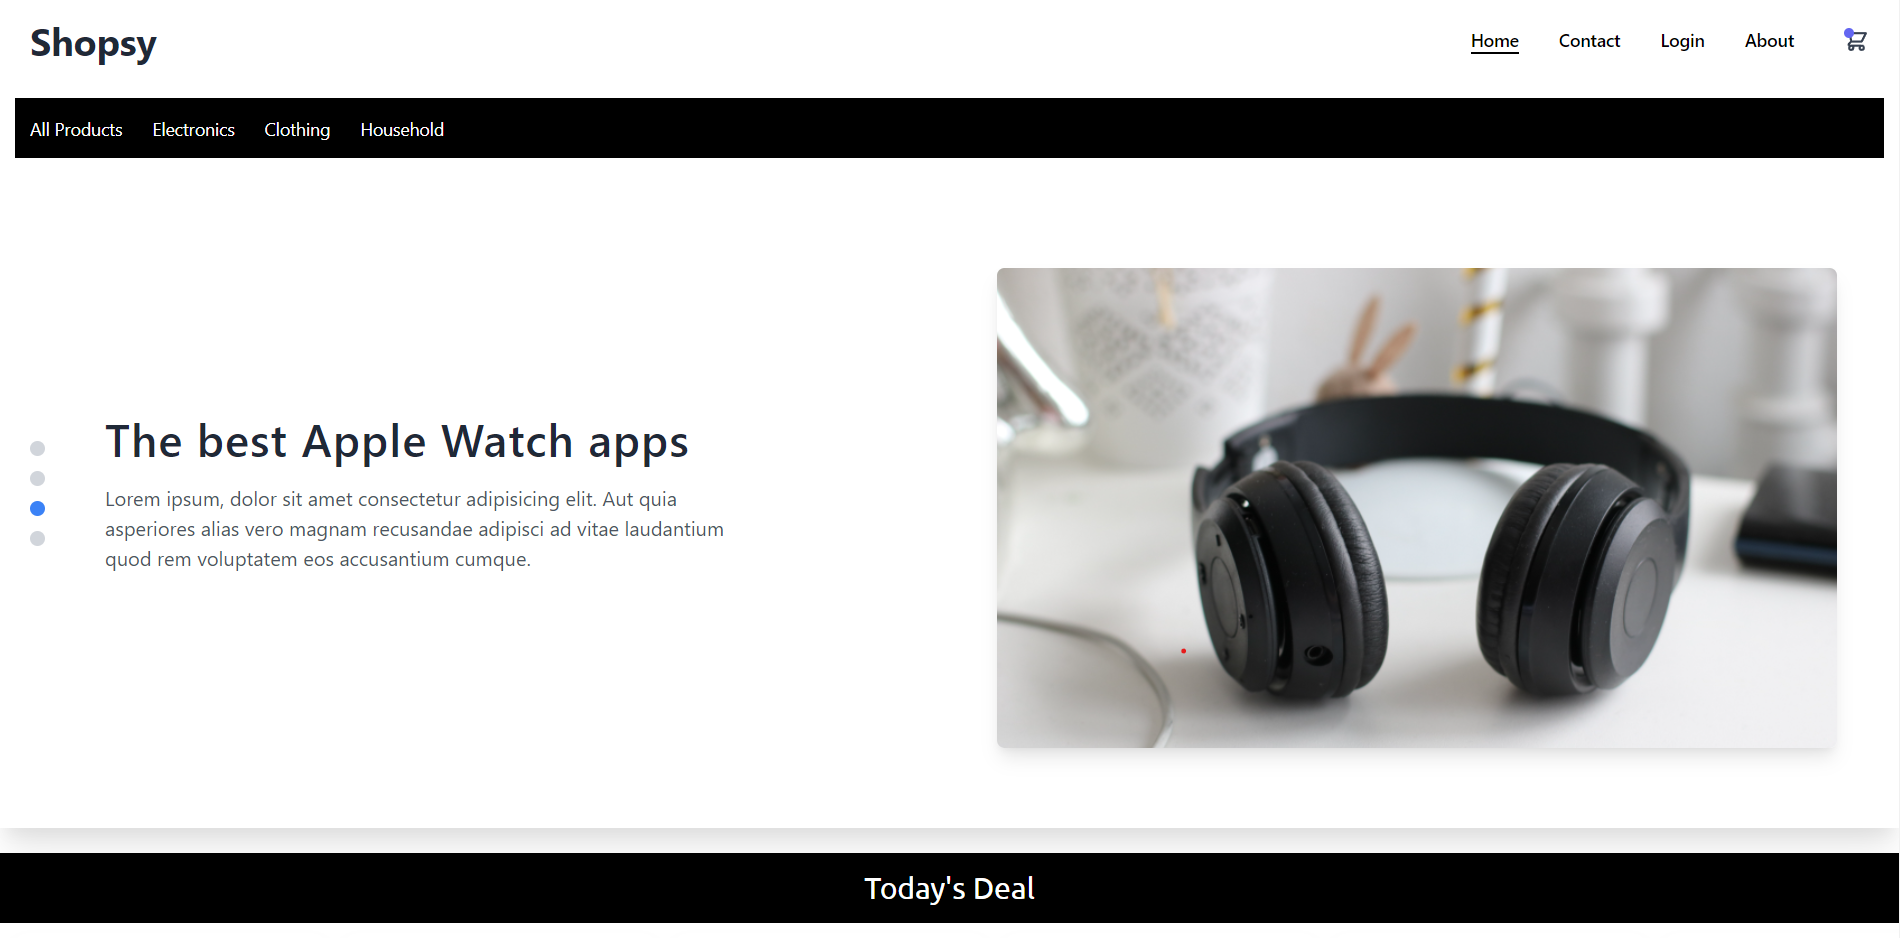 Shopsy
Home
Contact
Login
About
All Products
Electronics
Clothing
Household
The best Apple Watch apps
Lorem ipsum, dolor sit amet consectetur adipisicing elit. Aut quia
asperiores alias vero magnam recusandae adipisci ad vitae laudantium
quod rem voluptatem eos accusantium cumque.
Today's Deal